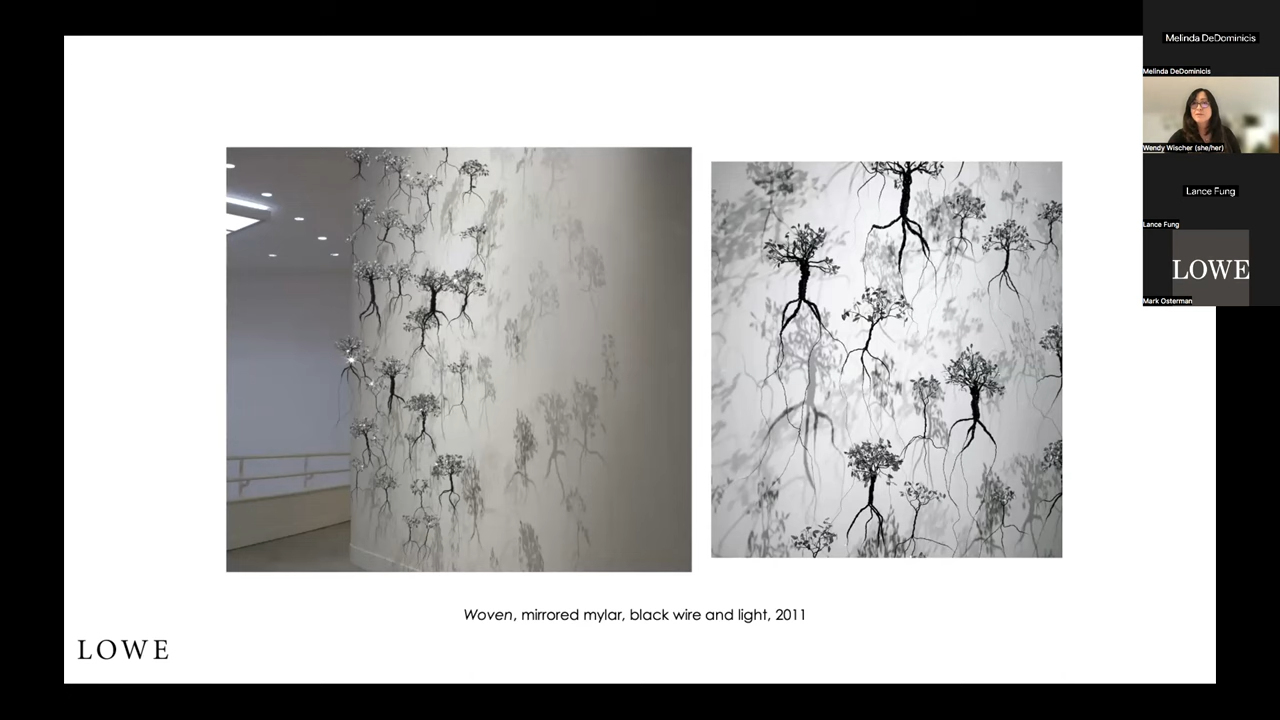 Melinda DeDominicis
Melinda DeDominicis
Wendy Wischer (she/her)
Lance Fung
Lance Fung
LOWE
Mark Osterman
Woven, mirrored mylar, black wire and light, 2011
LOWE